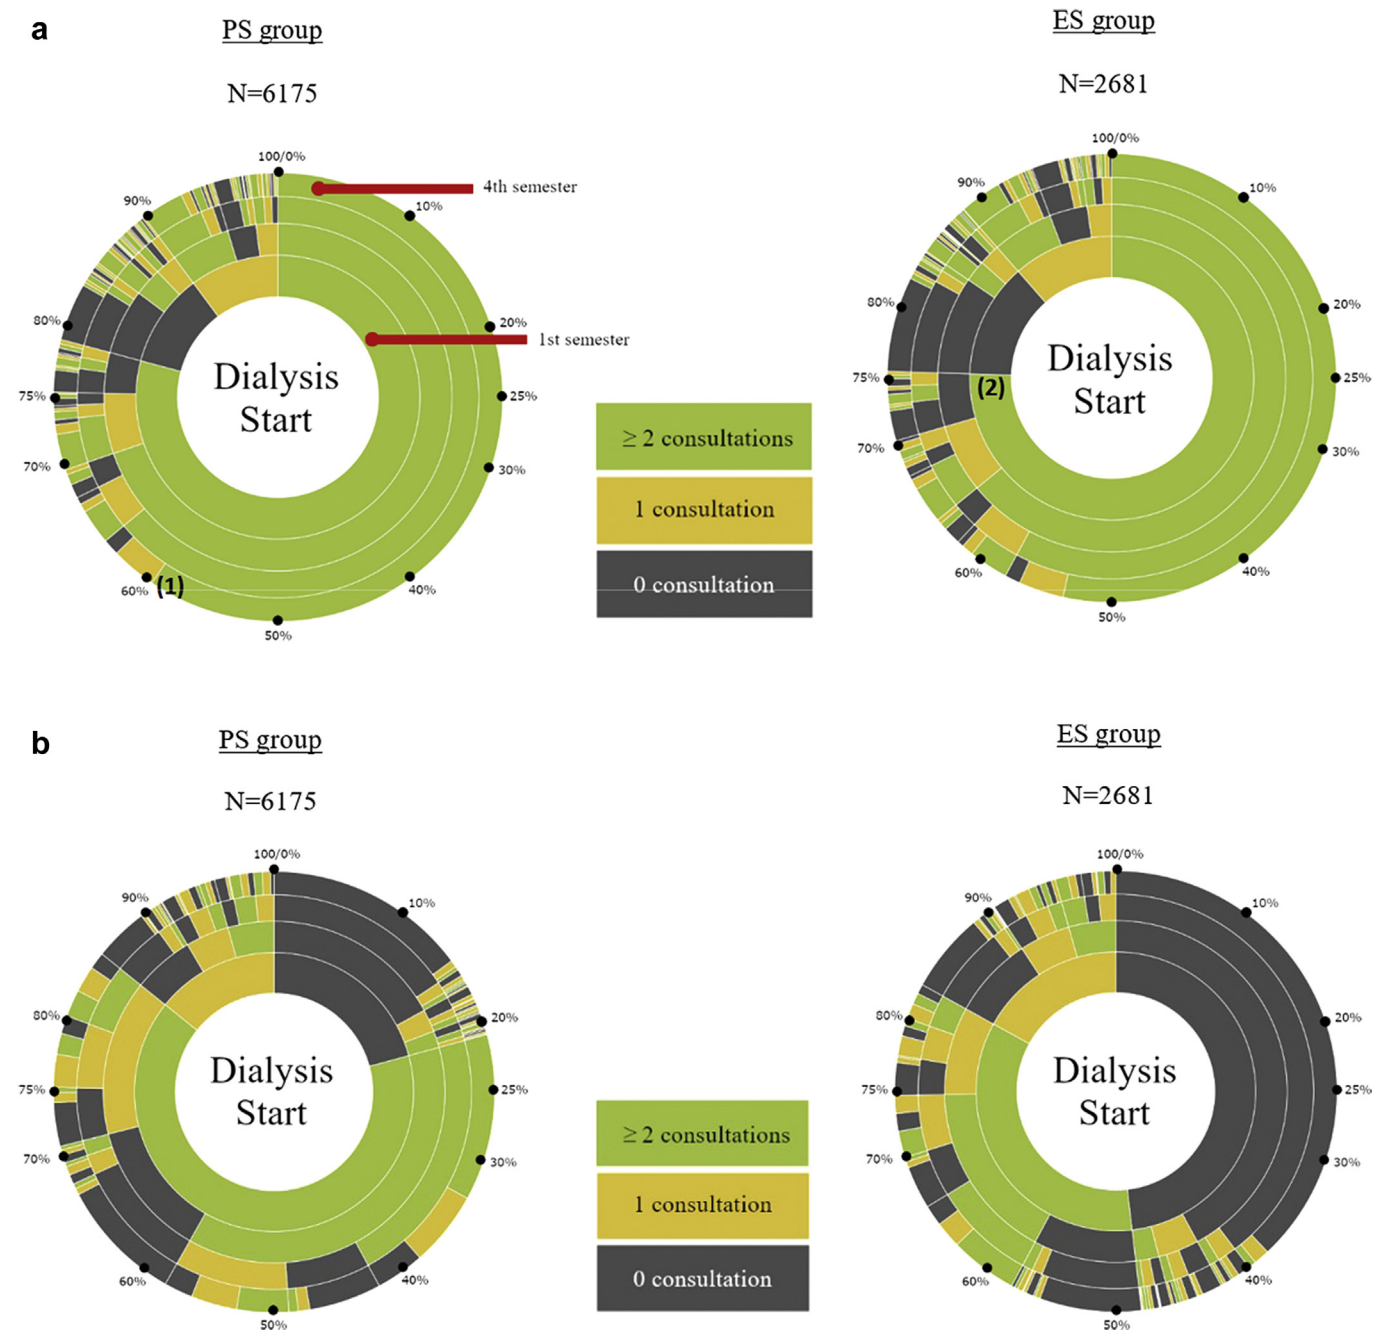 a
PS group
N=6175
ES group
N=2681
100/0%
10%
20%
25%
30%
40%
50%
60%
70%
75%
80%
90%
4th semester
1st semester
(1)
Dialysis
Start
≥ 2 consultations
1 consultation
0 consultation
100/0%
10%
20%
25%
30%
40%
50%
60%
70%
75%
80%
90%
(2)
Dialysis
Start
b
PS group
N=6175
ES group
N=2681
100/0%
10%
20%
25%
30%
40%
50%
60%
70%
75%
80%
90%
Dialysis
Start
≥ 2 consultations
1 consultation
0 consultation
100/0%
10%
20%
25%
30%
40%
50%
60%
70%
75%
80%
90%
Dialysis
Start